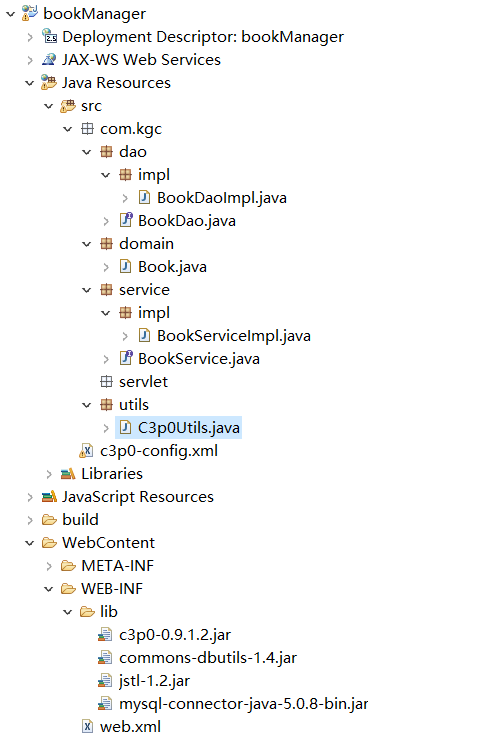 bookManager
Deployment Descriptor: bookManager
JAX-WS Web Services
Java Resources
src
com.kgc
dao
impl
BookDaoImpl.java
BookDao.java
domain
Book.java
service
impl
BookServiceImpl.java
BookService.java
servlet
utils
C3p0Utils.java
c3p0-config.xml
Libraries
JavaScript Resources
build
WebContent
META-INF
WEB-INF
lib
c3p0-0.9.1.2.jar
commons-dbutils-1.4.jar
jstl-1.2.jar
mysql-connector-java-5.0.8-bin.jar
web.xml